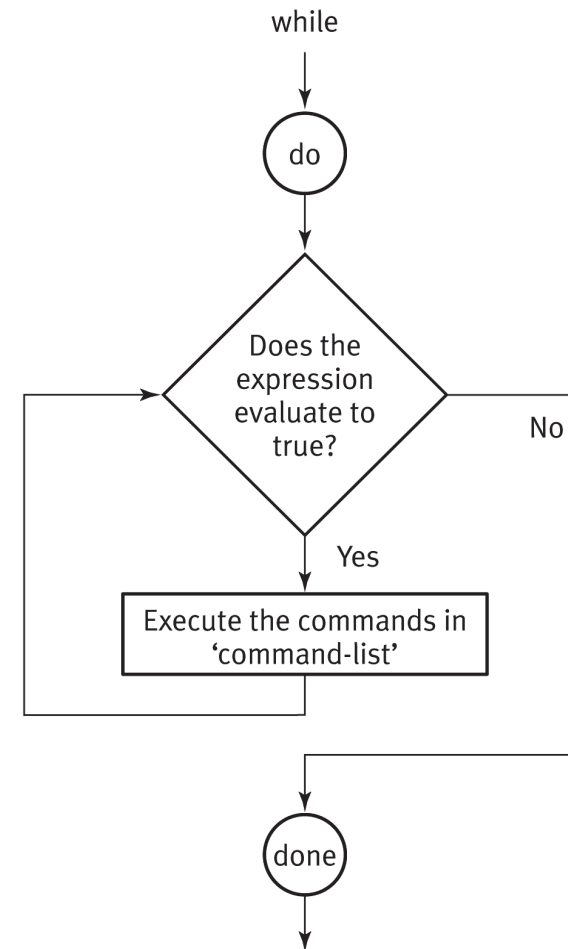 while
do
Does the
expression
evaluate to
true?
No
Yes
Execute the commands in
‘command-list’
done